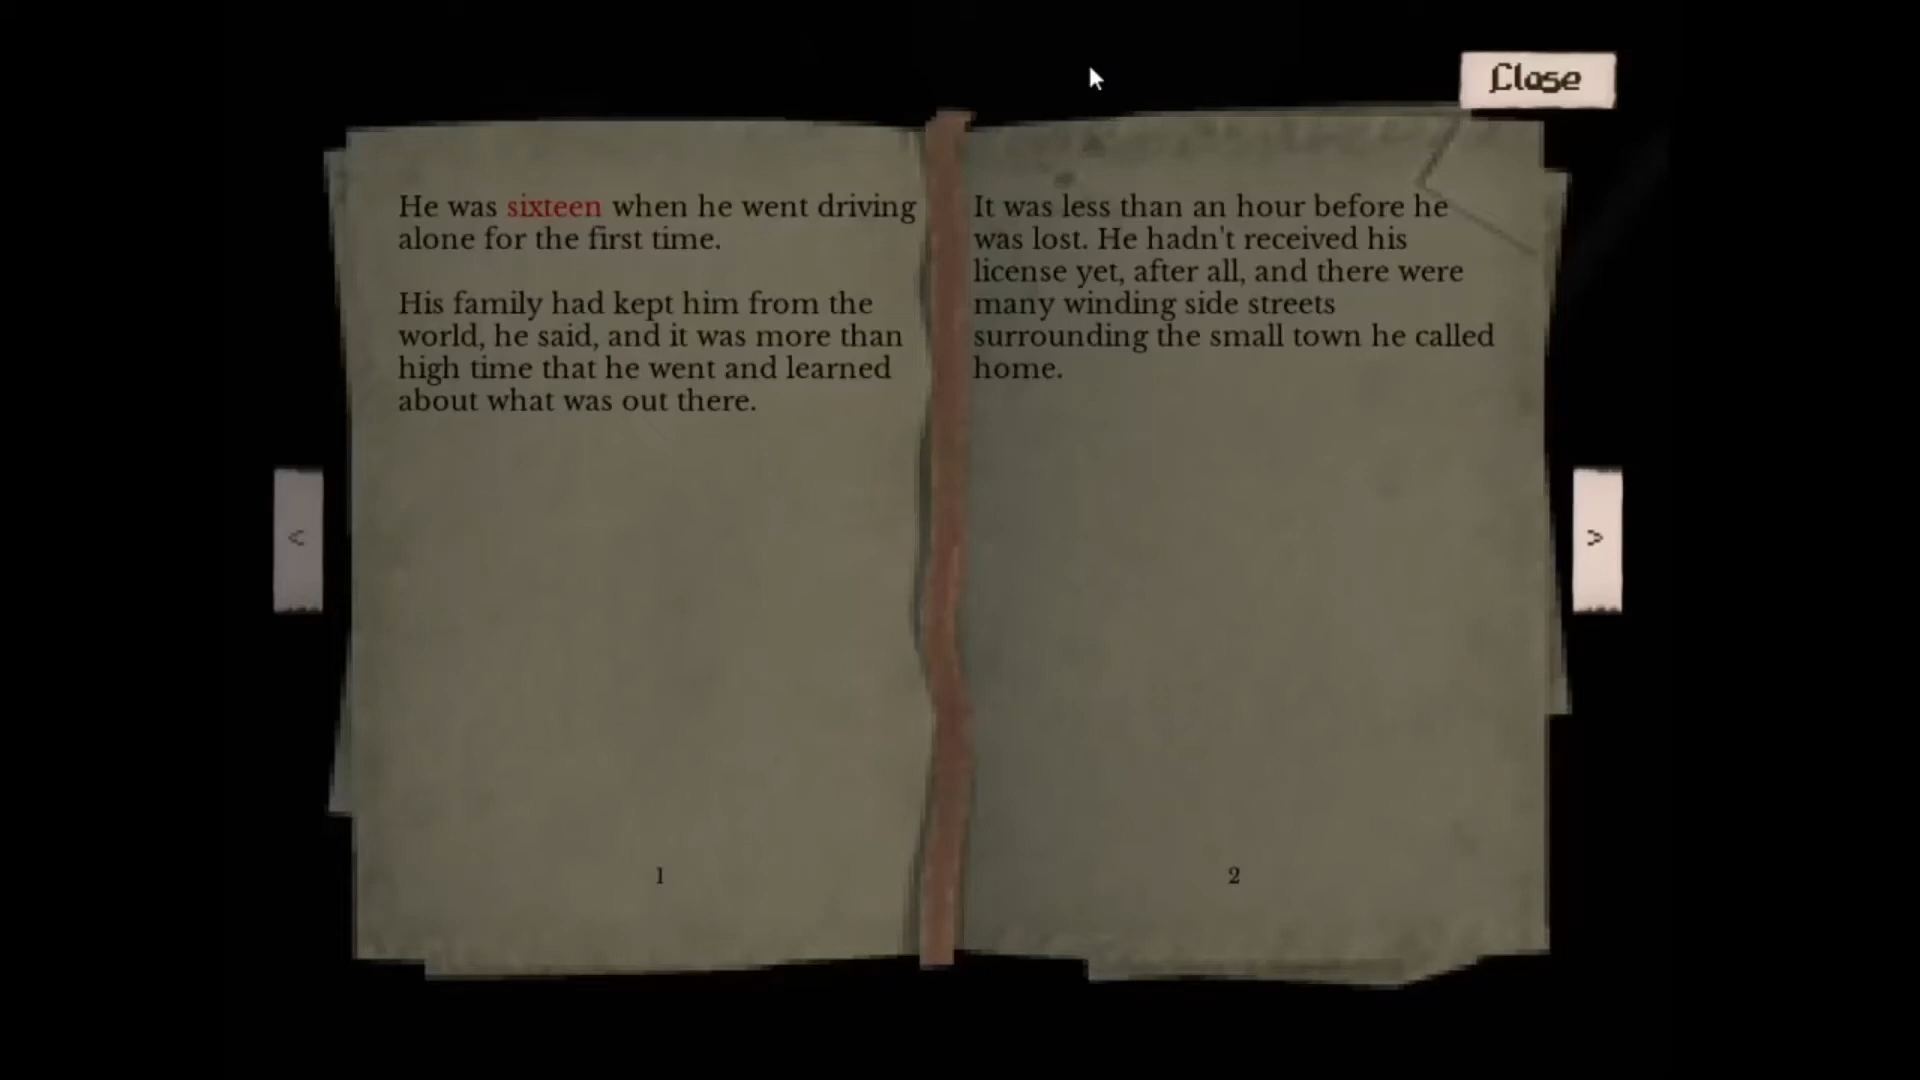 Close
He was sixteen when he went driving
alone for the first time.
His family had kept him from the
world, he said, and it was more than
high time that he went and learned
about what was out there.
1
It was less than an hour before he
was lost. He hadn't received his
license yet, after all, and there were
many winding side streets
surrounding the small town he called
home.
2
<
>